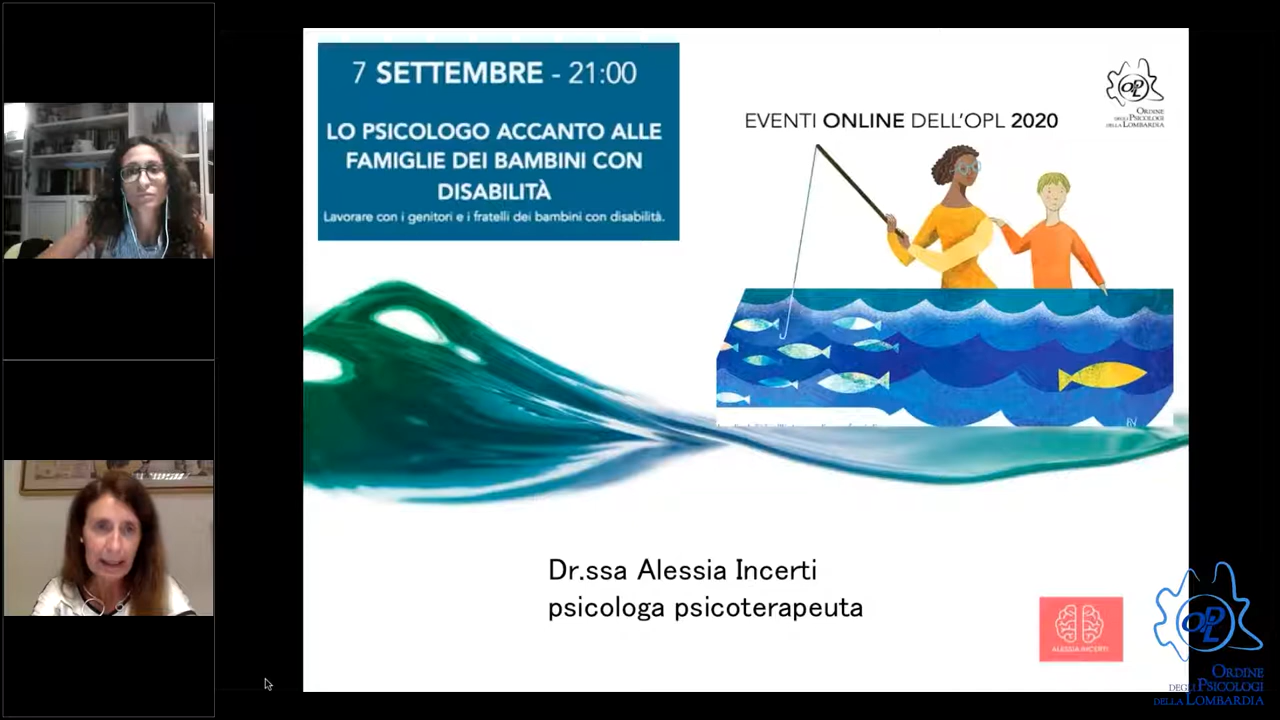 7 SETTEMBRE - 21:00
LO PSICOLOGO ACCANTO ALLE
FAMIGLIE DEI BAMBINI CON
DISABILITÀ
Lavorare con i genitori e i fratelli dei bambini con disabilità.
EVENTI ONLINE DELL'OPL 2020
OPL
ORDINE
DEGLI PSICOLOGI
DELLA LOMBARDIA
Dr.ssa Alessia Incerti
psicologa psicoterapeuta
ALESSIA INCERTI
OPL
ORDINE
DEGLI PSICOLOGI
DELLA LOMBARDIA